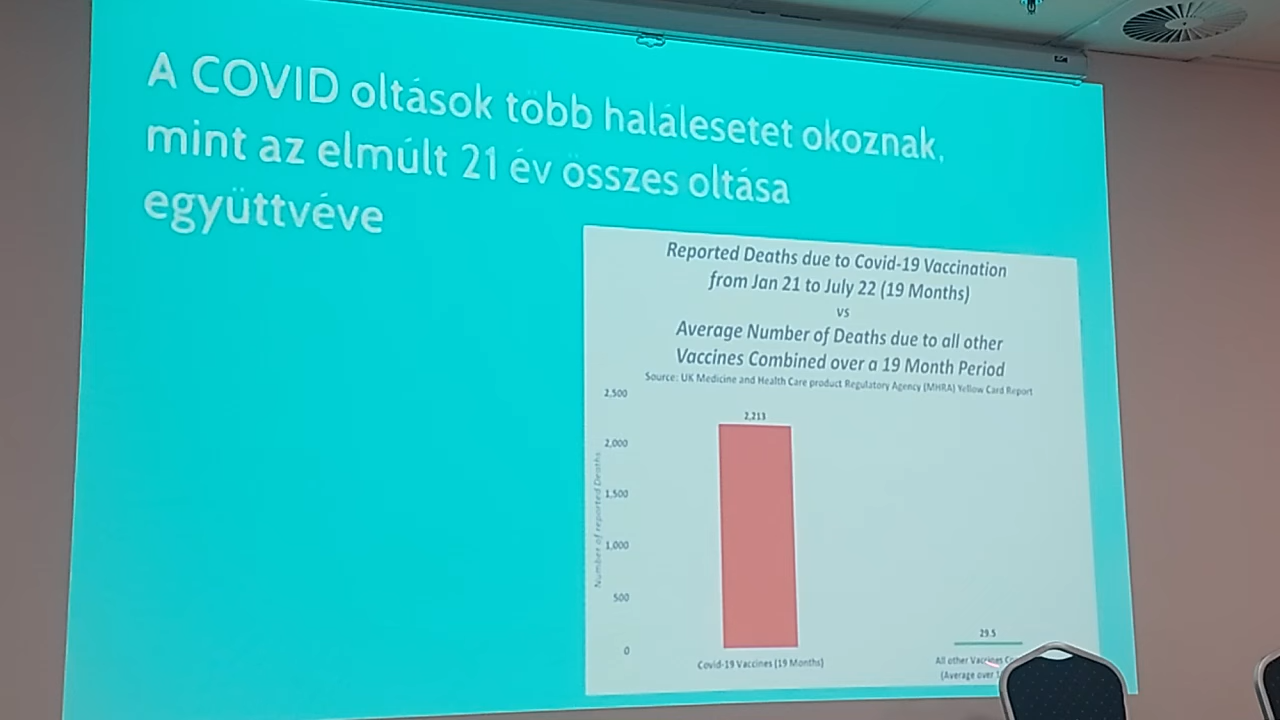 A COVID oltások több halálesetet okoznak,
mint az elmúlt 21 év összes oltása
együttvéve
Reported Deaths due to Covid-19 Vaccination
from Jan 21 to July 22 (19 Months)
vs
Average Number of Deaths due to all other
Vaccines Combined over a 19 Month Period
Source: UK Medicine and Health Care product Regulatory Agency (MHRA) Yellow Card Report
Number of reported Deaths
2,500
2,000
1,500
1,000
500
0
2,213
29.5
Covid-19 Vaccines (19 Months)
All other Vaccines
(Average over